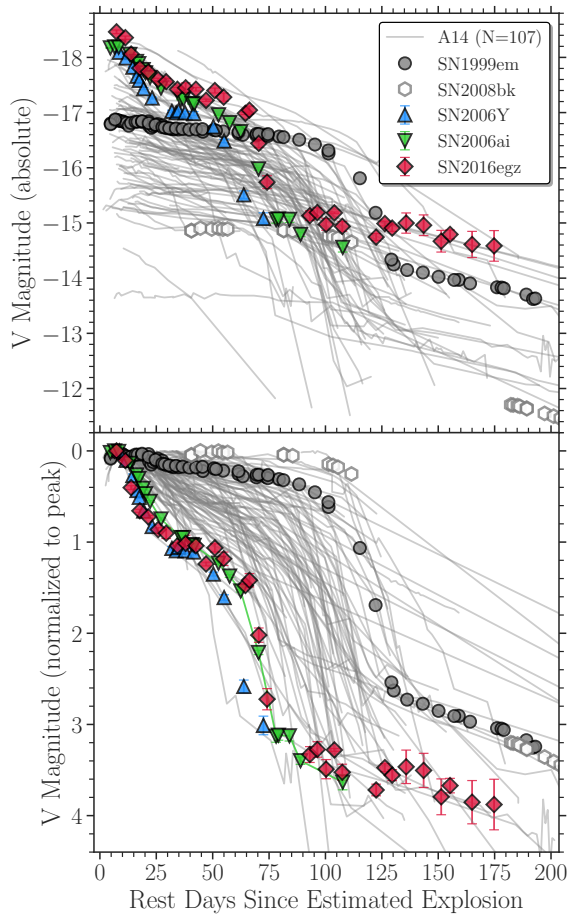 −18
−17
−16
−15
−14
−13
−12
V Magnitude (absolute)
A14 (N=107)
SN1999em
SN2008bk
SN2006Y
SN2006ai
SN2016egz
0
1
2
3
4
V Magnitude (normalized to peak)
0 25 50 75 100 125 150 175 200
Rest Days Since Estimated Explosion